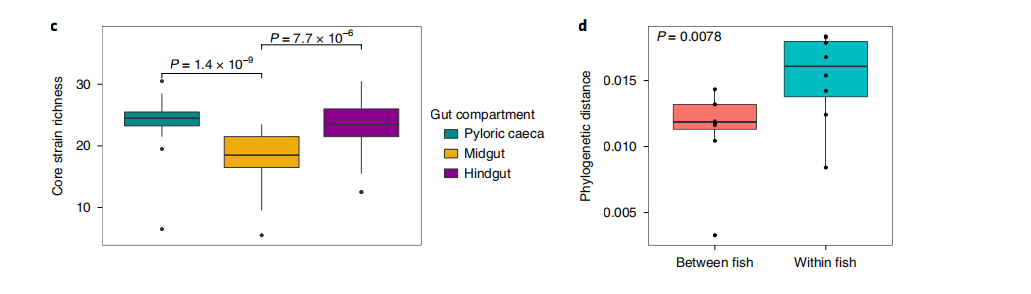 c
P = 1.4 × 10⁻⁹
P = 7.7 × 10⁻⁶
Core strain richness
30
20
10
Gut compartment
Pyloric caeca
Midgut
Hindgut
d
P = 0.0078
Phylogenetic distance
0.015
0.010
0.005
Between fish
Within fish